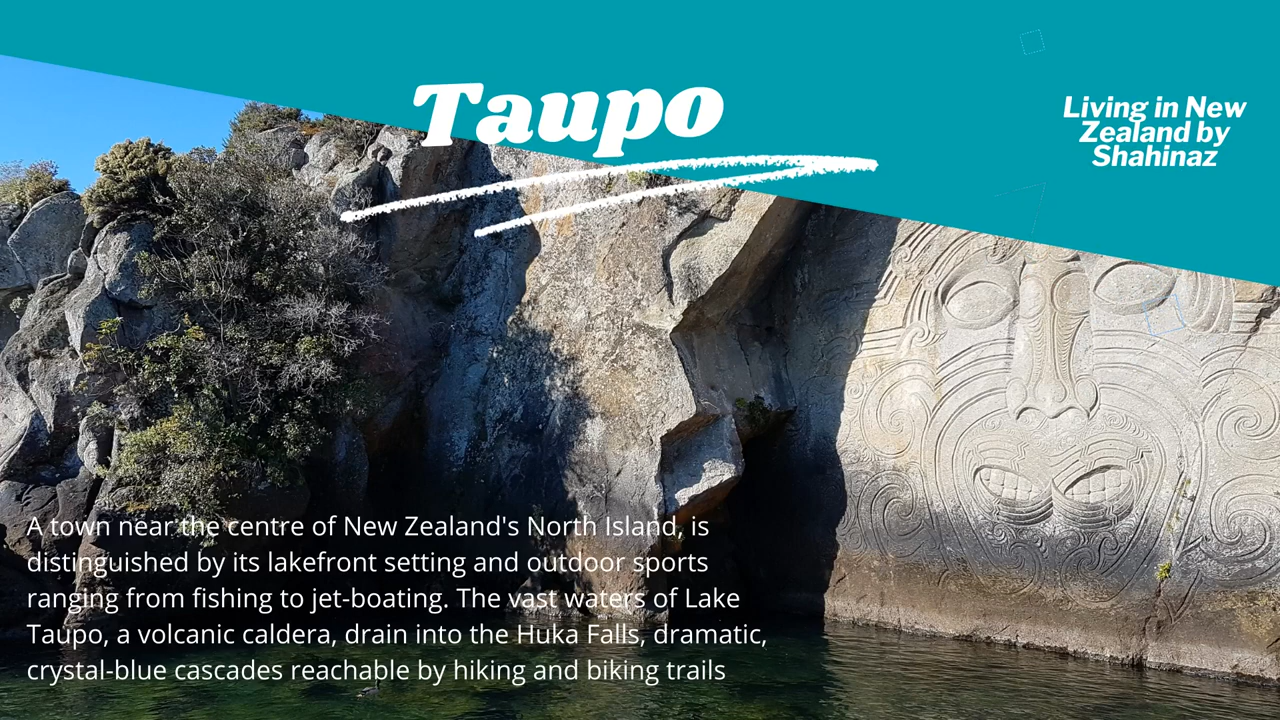 Taupo
Living in New
Zealand by
Shahinaz
A town near the centre of New Zealand's North Island, is
distinguished by its lakefront setting and outdoor sports
ranging from fishing to jet-boating. The vast waters of Lake
Taupo, a volcanic caldera, drain into the Huka Falls, dramatic,
crystal-blue cascades reachable by hiking and biking trails